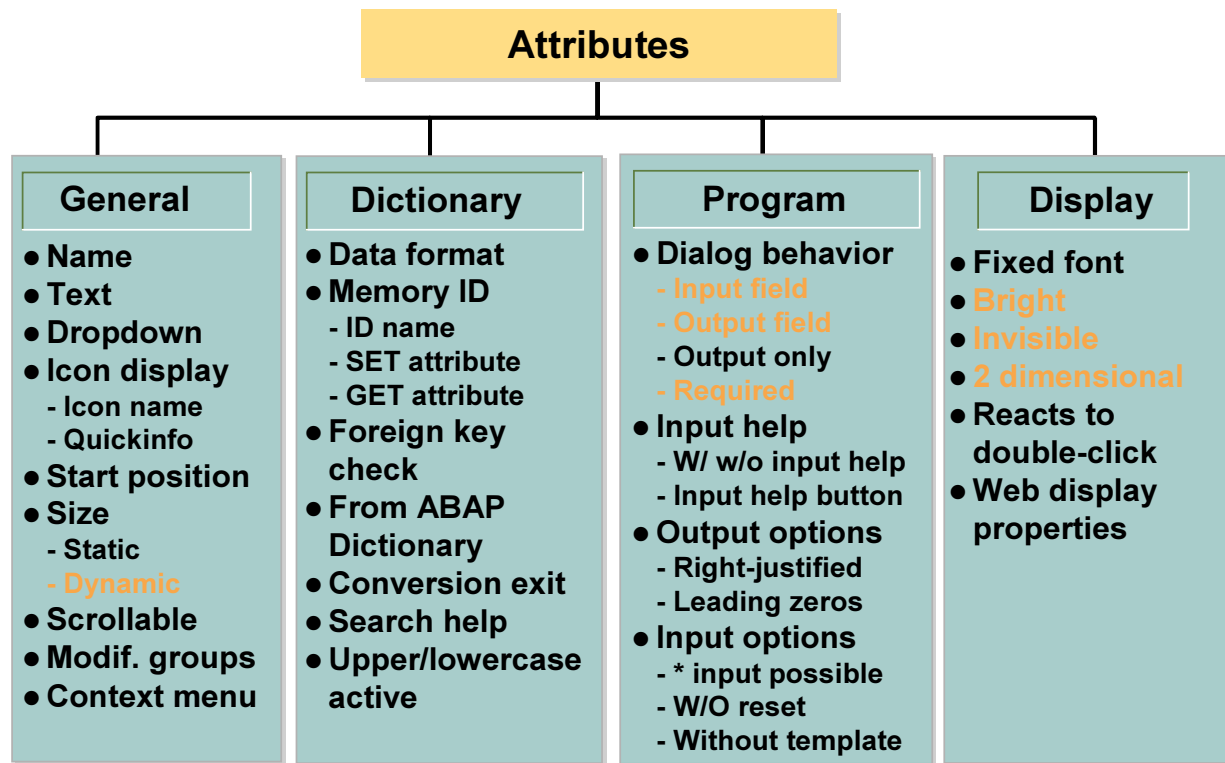 Attributes
General
● Name
● Text
● Dropdown
● Icon display
- Icon name
- Quickinfo
● Start position
● Size
- Static
- Dynamic
● Scrollable
● Modif. groups
● Context menu
Dictionary
● Data format
● Memory ID
- ID name
- SET attribute
- GET attribute
● Foreign key
check
● From ABAP
Dictionary
● Conversion exit
● Search help
● Upper/lowercase
active
Program
● Dialog behavior
- Input field
- Output field
- Output only
- Required
● Input help
- W/ w/o input help
- Input help button
● Output options
- Right-justified
- Leading zeros
● Input options
- * input possible
- W/O reset
- Without template
Display
● Fixed font
● Bright
● Invisible
● 2 dimensional
● Reacts to
double-click
● Web display
properties